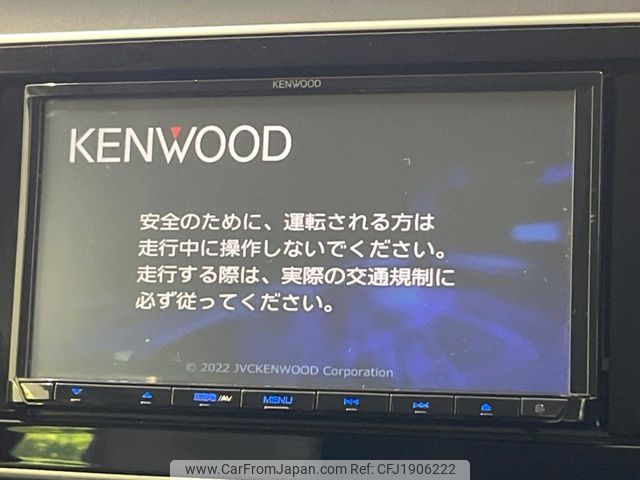 KENWOOD
KENWOOD
安全のために、運転される方は
走行中に操作しないでください。
走行する際は、実際の交通規制に
必ず従ってください。
© 2022 JVCKENWOOD Corporation
/AV
MENU
www.CarFromJapan.com | Stock ID: CFJ1906222